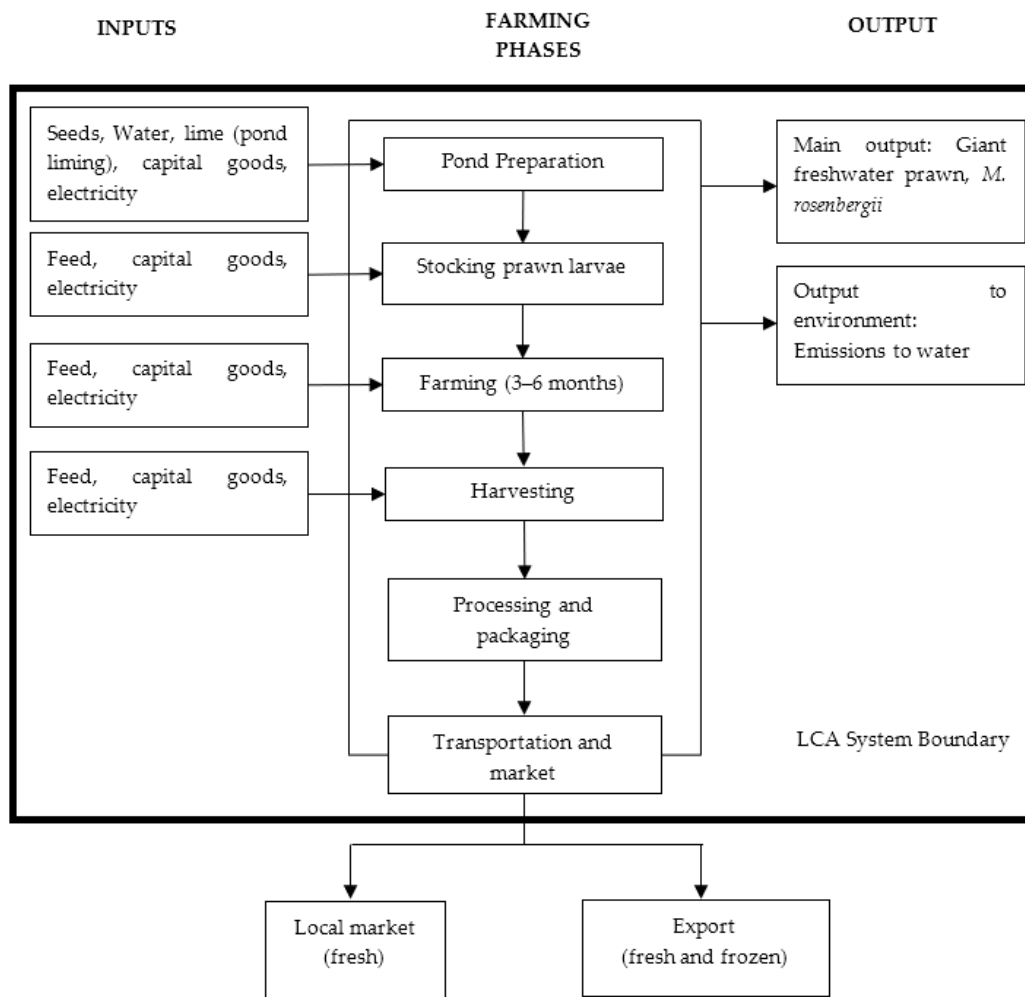 INPUTS
FARMING
PHASES
OUTPUT
Seeds, Water, lime (pond
liming), capital goods,
electricity
Pond Preparation
Main output: Giant
freshwater prawn, M.
rosenbergii
Feed, capital goods,
electricity
Stocking prawn larvae
Output to
environment:
Emissions to water
Feed, capital goods,
electricity
Farming (3–6 months)
Feed, capital goods,
electricity
Harvesting
Processing and
packaging
Transportation and
market
LCA System Boundary
Local market
(fresh)
Export
(fresh and frozen)